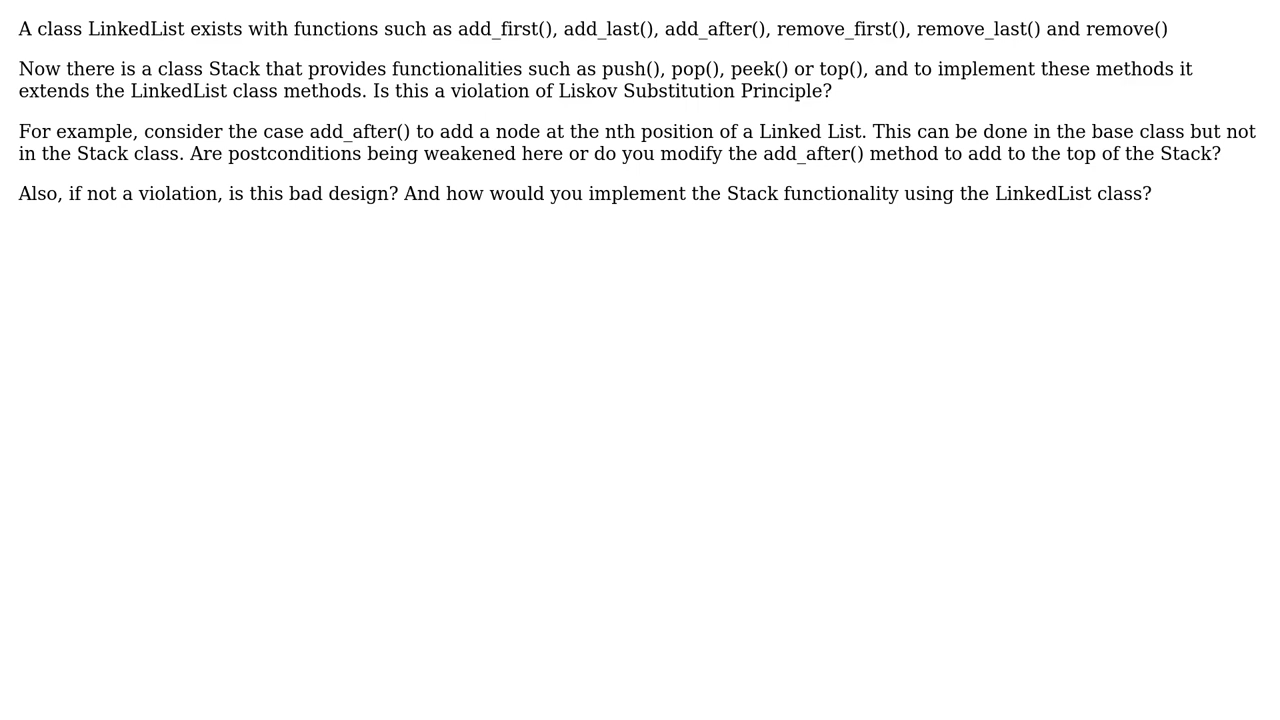 A class LinkedList exists with functions such as add_first(), add_last(), add_after(), remove_first(), remove_last() and remove()
Now there is a class Stack that provides functionalities such as push(), pop(), peek() or top(), and to implement these methods it
extends the LinkedList class methods. Is this a violation of Liskov Substitution Principle?
For example, consider the case add_after() to add a node at the nth position of a Linked List. This can be done in the base class but not
in the Stack class. Are postconditions being weakened here or do you modify the add_after() method to add to the top of the Stack?
Also, if not a violation, is this bad design? And how would you implement the Stack functionality using the LinkedList class?